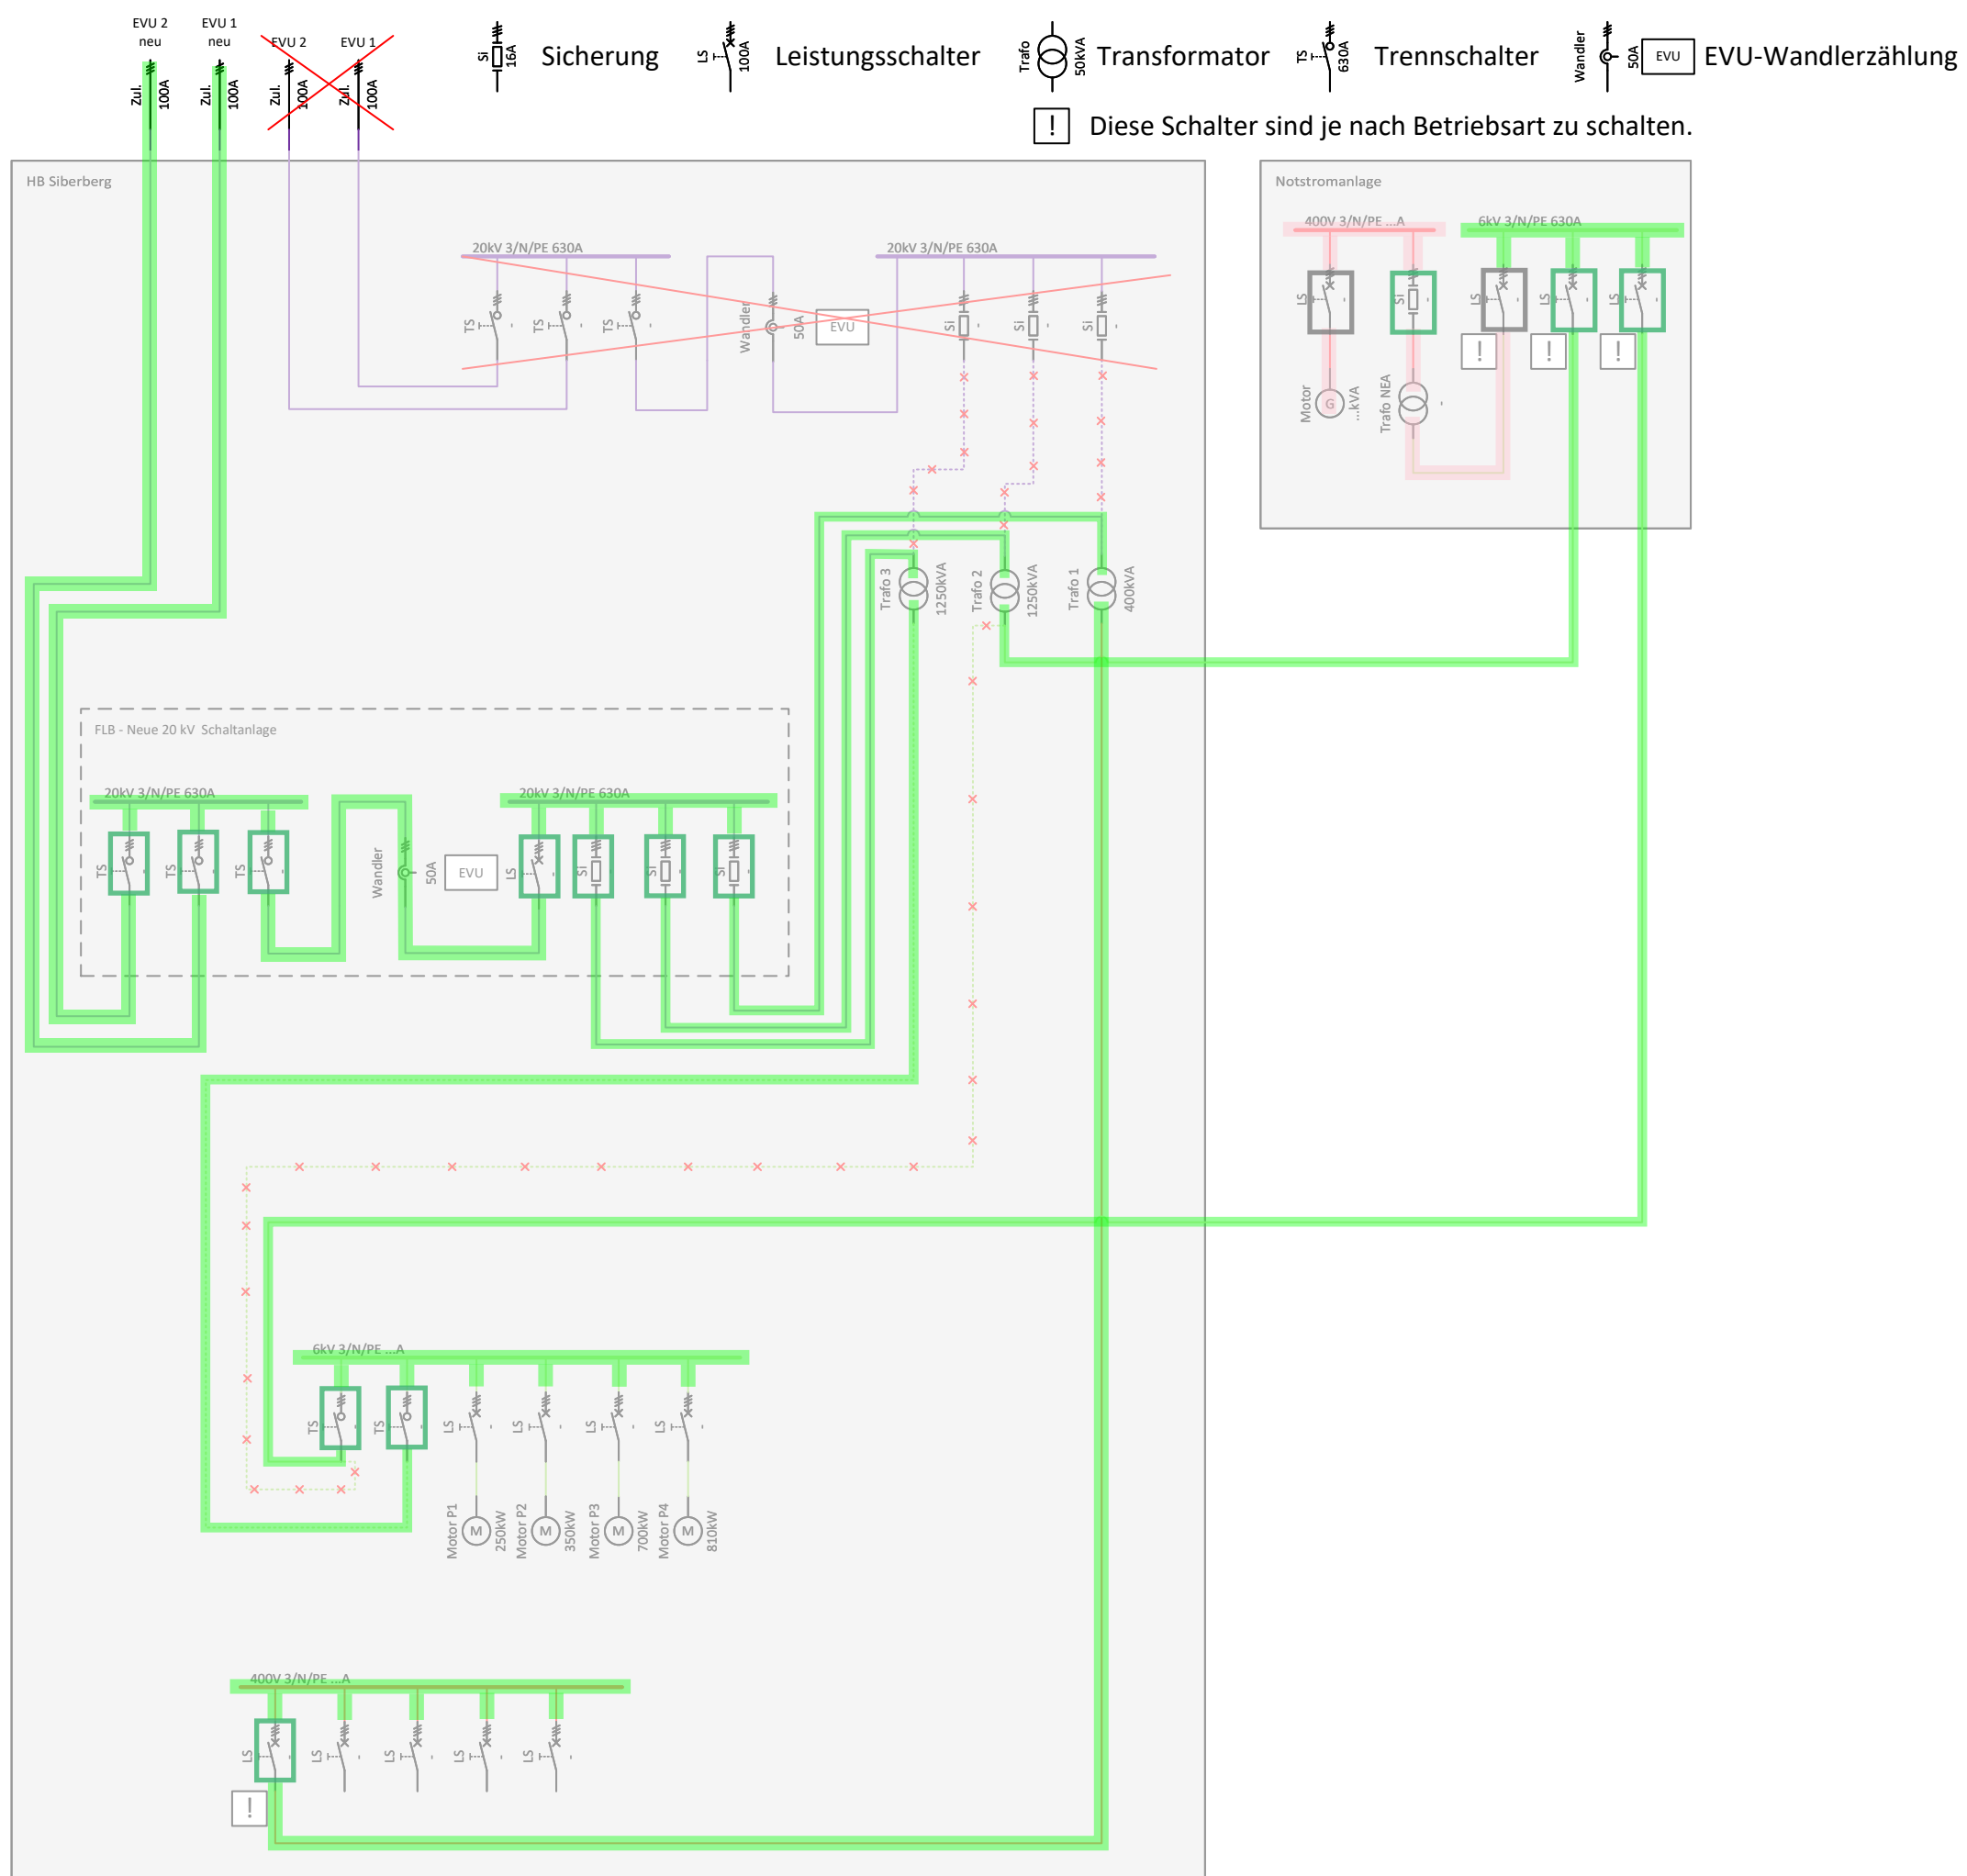 EVU 2
neu
EVU 1
neu
EVU 2
EVU 1
Zul.
100A
Zul.
100A
Zul.
100A
Zul.
100A
Si
16A
Sicherung
LS
100A
Leistungsschalter
Trafo
50kVA
Transformator
TS
630A
Trennschalter
Wandler
50A
EVU
EVU-Wandlerzählung
!
Diese Schalter sind je nach Betriebsart zu schalten.
HB Siberberg
20kV 3/N/PE 630A
20kV 3/N/PE 630A
TS
-
TS
-
TS
-
Wandler
50A
EVU
Si
-
Si
-
Si
-
Notstromanlage
400V 3/N/PE ...A
6kV 3/N/PE 630A
LS
-
Si
-
LS
-
LS
-
LS
-
!
!
!
Motor
G
...kVA
Trafo NEA
-
Trafo 3
1250kVA
Trafo 2
1250kVA
Trafo 1
400kVA
FLB - Neue 20 kV Schaltanlage
20kV 3/N/PE 630A
20kV 3/N/PE 630A
TS
-
TS
-
TS
-
Wandler
50A
EVU
LS
-
Si
-
Si
-
Si
-
6kV 3/N/PE ...A
TS
-
TS
-
LS
-
LS
-
LS
-
LS
-
Motor P1
M
250kW
Motor P2
M
350kW
Motor P3
M
700kW
Motor P4
M
810kW
400V 3/N/PE ...A
LS
-
LS
-
LS
-
LS
-
LS
-
!